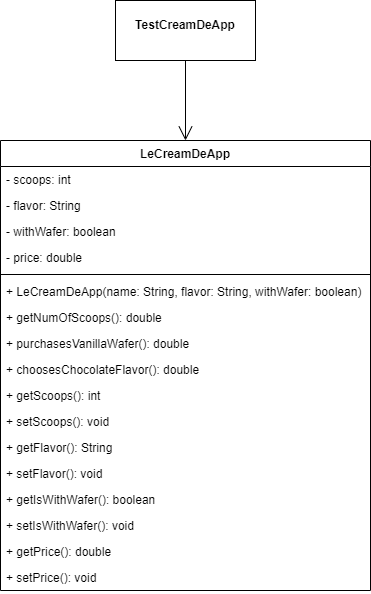 TestCreamDeApp
LeCreamDeApp
- scoops: int
- flavor: String
- withWafer: boolean
- price: double
+ LeCreamDeApp(name: String, flavor: String, withWafer: boolean)
+ getNumOfScoops(): double
+ purchasesVanillaWafer(): double
+ choosesChocolateFlavor(): double
+ getScoops(): int
+ setScoops(): void
+ getFlavor(): String
+ setFlavor(): void
+ getIsWithWafer(): boolean
+ setIsWithWafer(): void
+ getPrice(): double
+ setPrice(): void